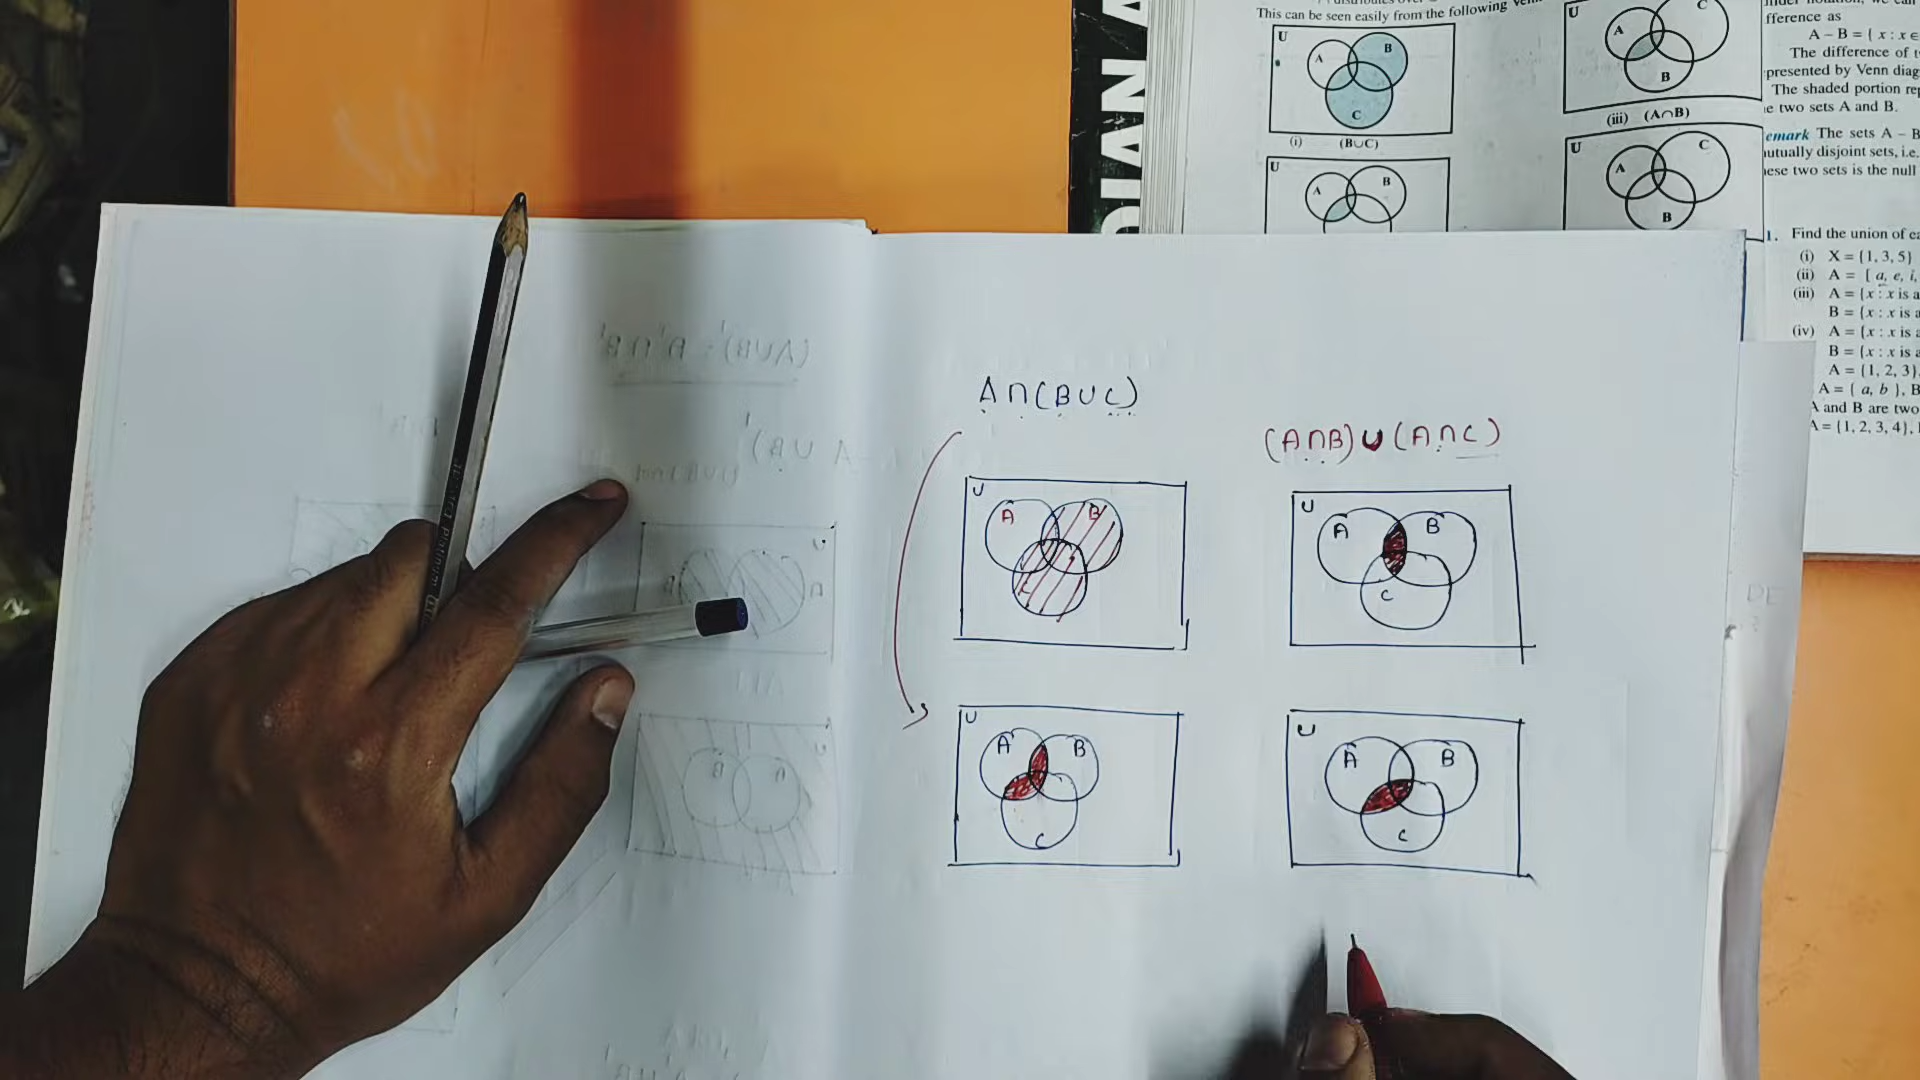 This can be seen easily from the following
U
A
B
C
(i) (B∪C)
U
A
B
U
A
C
B
(iii) (A∩B)
U
A
C
B
fference as
A – B = { x : x ∈
The difference of
presented by Venn diag
The shaded portion rep
e two sets A and B.
emark The sets A – B
utually disjoint sets, i.e.
ese two sets is the null
1. Find the union of ea
(i) X = {1, 3, 5}
(ii) A = [ a, e, i,
(iii) A = {x : x is a
B = {x : x is a
(iv) A = {x : x is a
B = {x : x is a
A = {1, 2, 3},
A = { a, b }, B
A and B are two
A = {1, 2, 3, 4},
(A∪B)' = A' ∩ B'
A∩(B∪C)
(A∩B)∪(A∩C)
U
A
B
C
U
A
B
C
U
A
B
C
U
A
B
C